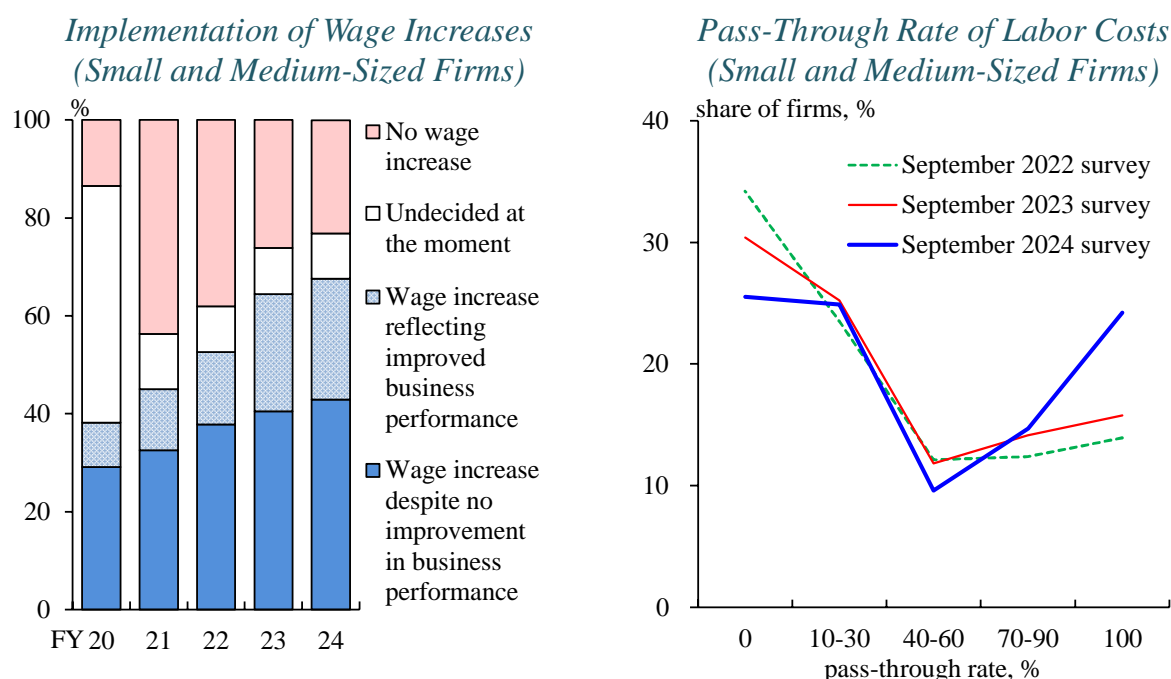 Implementation of Wage Increases
(Small and Medium-Sized Firms)
%
100
80
60
40
20
0
FY 20 21 22 23 24
No wage
increase
Undecided at
the moment
Wage increase
reflecting
improved
business
performance
Wage increase
despite no
improvement
in business
performance
Pass-Through Rate of Labor Costs
(Small and Medium-Sized Firms)
share of firms, %
40
30
20
10
0
September 2022 survey
September 2023 survey
September 2024 survey
0 10-30 40-60 70-90 100
pass-through rate, %